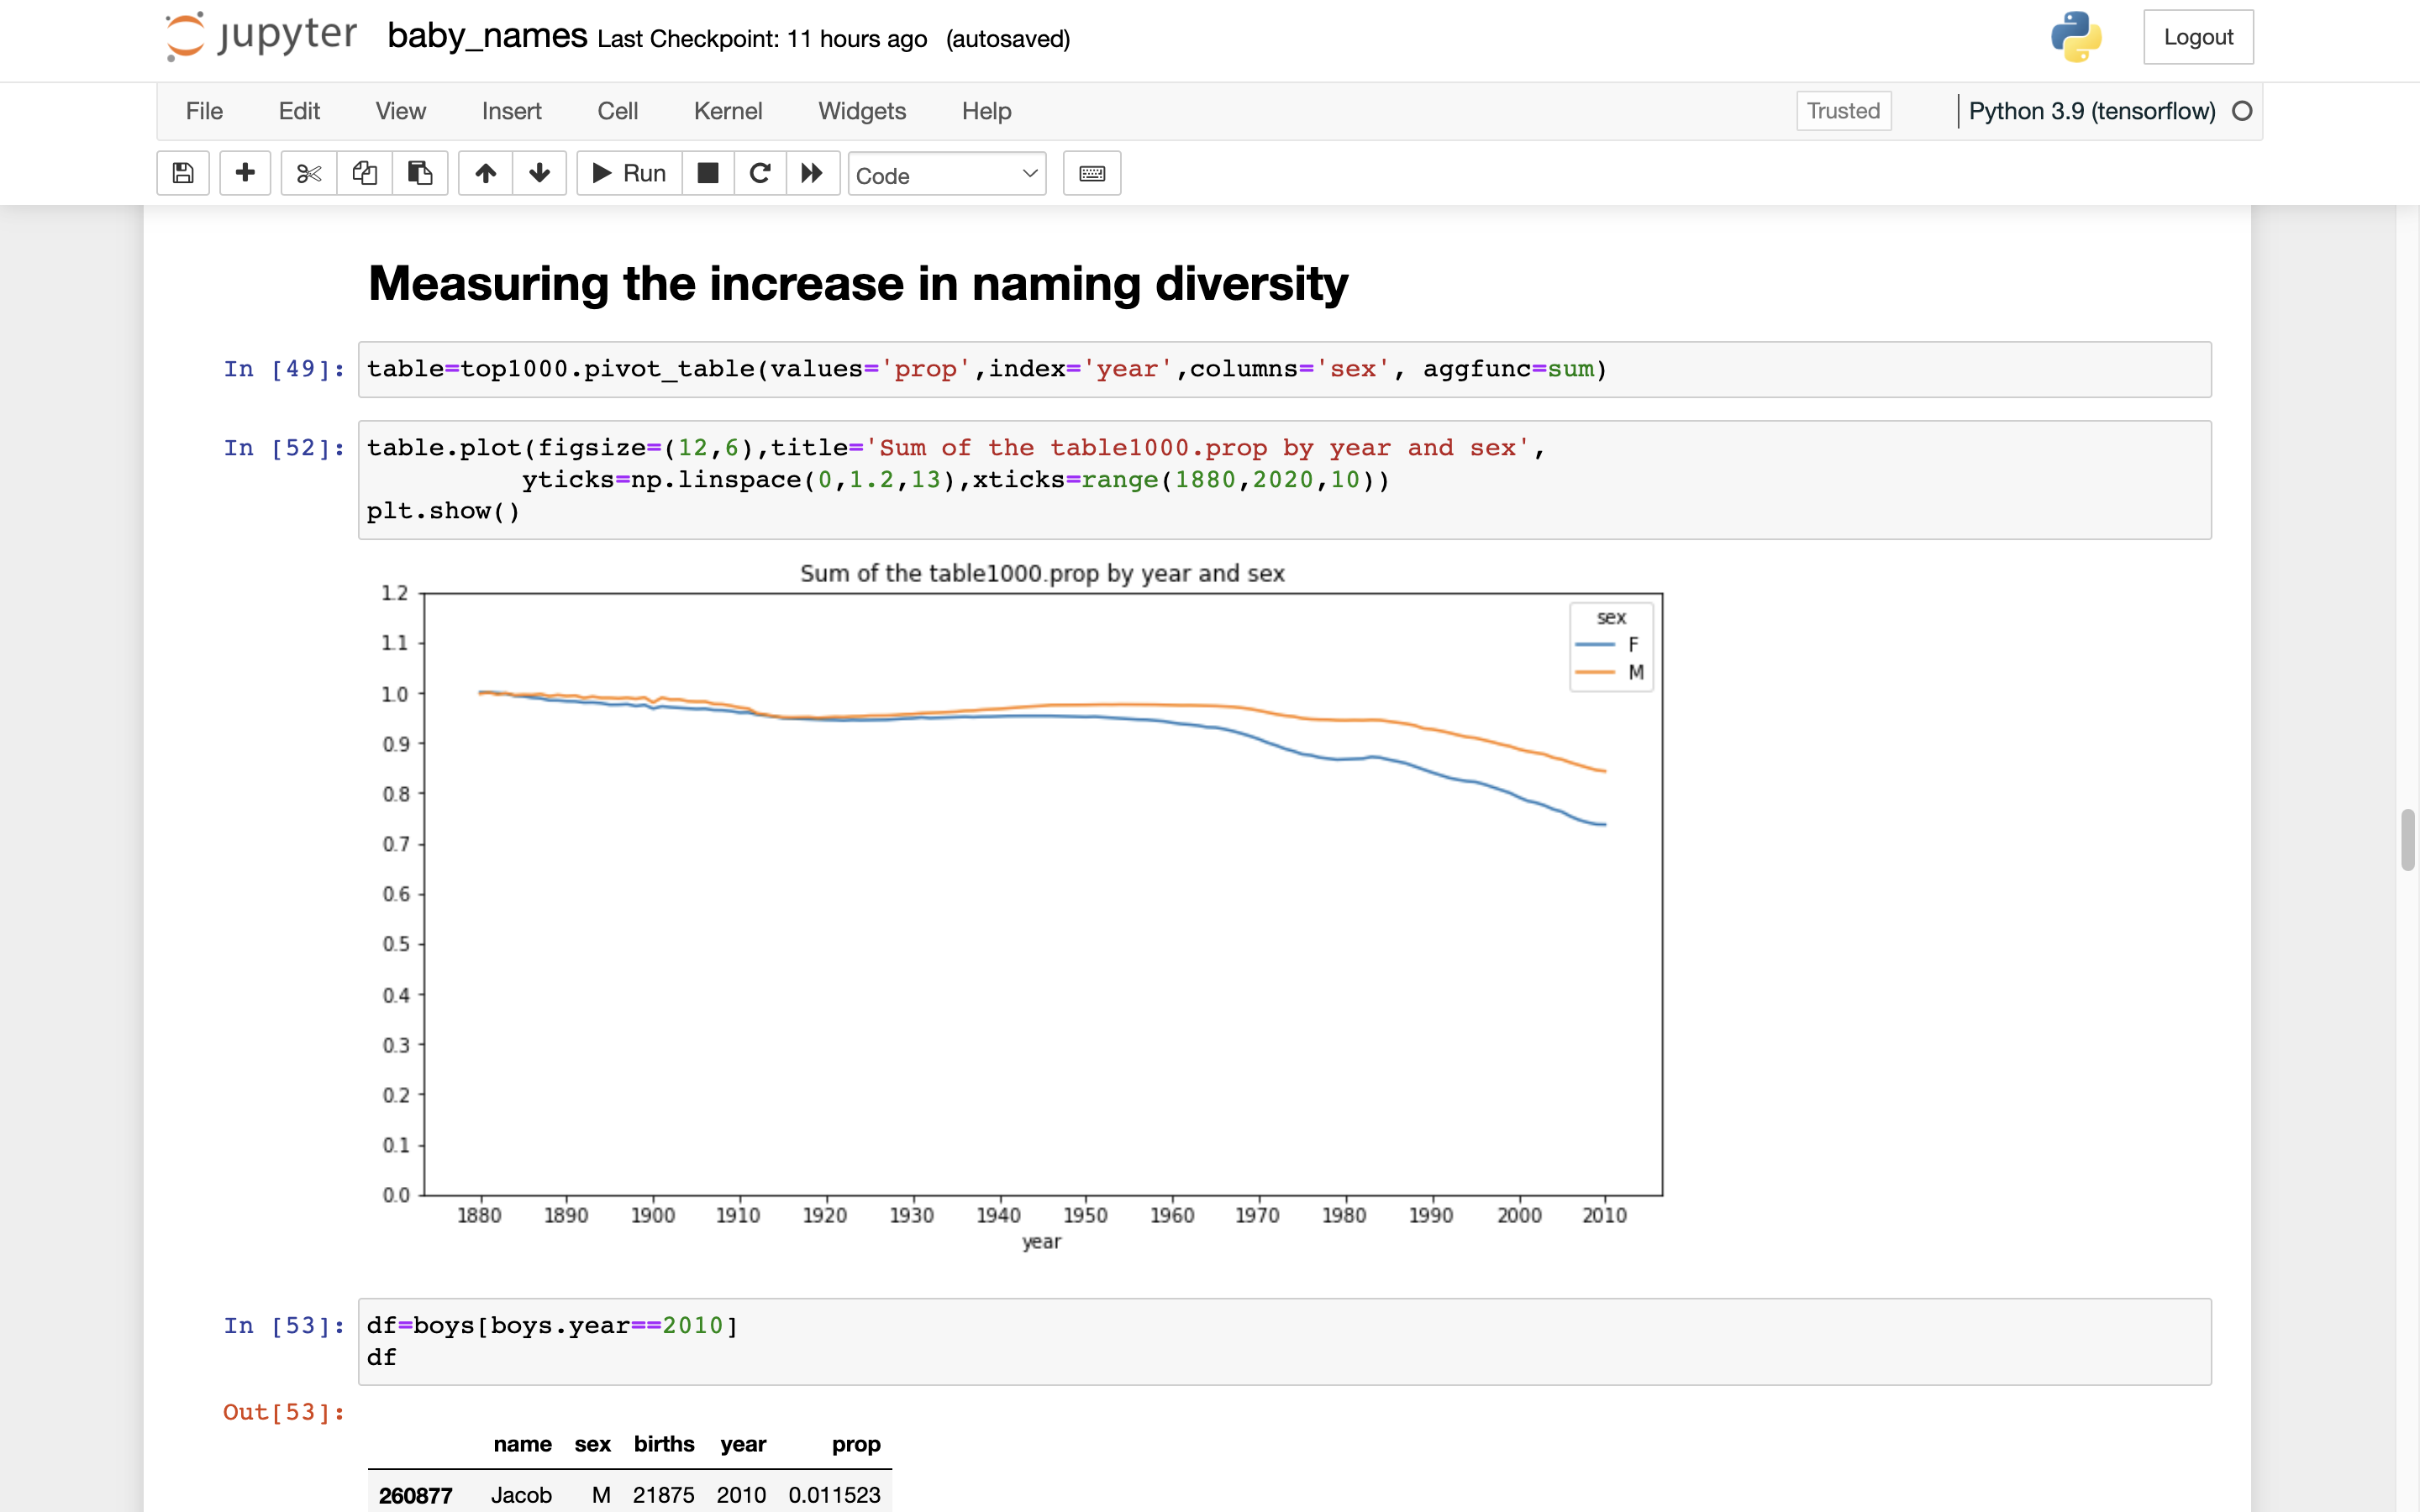 jupyter baby_names Last Checkpoint: 11 hours ago (autosaved) Logout
File Edit View Insert Cell Kernel Widgets Help Trusted Python 3.9 (tensorflow)
Run Code
Measuring the increase in naming diversity
In [49]: table=top1000.pivot_table(values='prop',index='year',columns='sex', aggfunc=sum)
In [52]: table.plot(figsize=(12,6),title='Sum of the table1000.prop by year and sex',
yticks=np.linspace(0,1.2,13),xticks=range(1880,2020,10))
plt.show()
Sum of the table1000.prop by year and sex
1.2
1.1
1.0
0.9
0.8
0.7
0.6
0.5
0.4
0.3
0.2
0.1
0.0
sex
F
M
1880 1890 1900 1910 1920 1930 1940 1950 1960 1970 1980 1990 2000 2010
year
In [53]: df=boys[boys.year==2010]
df
Out[53]:
name sex births year prop
260877 Jacob M 21875 2010 0.011523